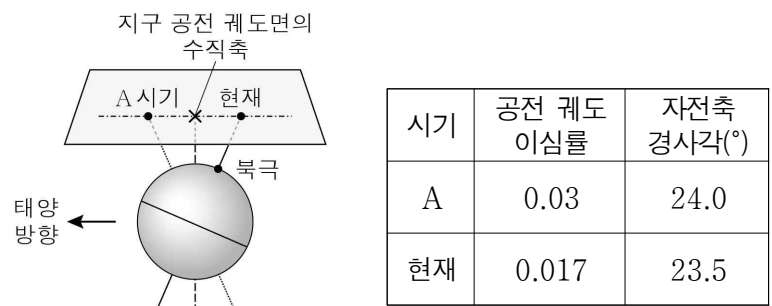 지구 공전 궤도면의
수직축
A 시기
현재
북극
태양
방향
시기 공전 궤도 이심률 자전축 경사각(°)
A 0.03 24.0
현재 0.017 23.5